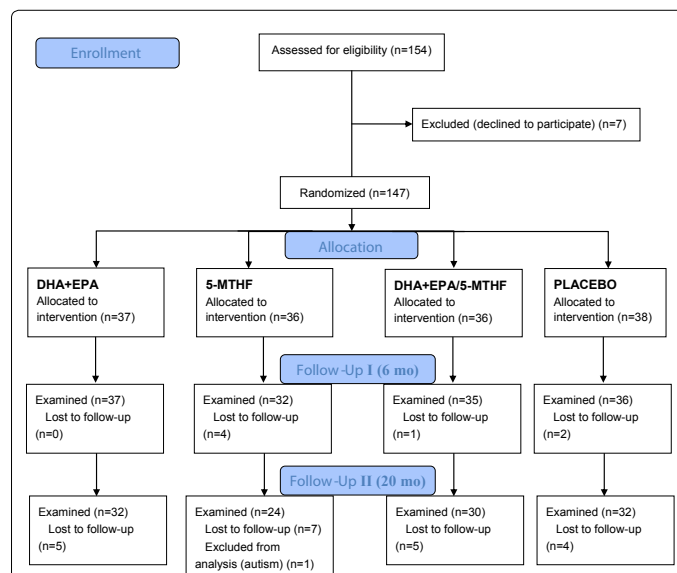 Enrollment
Assessed for eligibility (n=154)
Excluded (declined to participate) (n=7)
Randomized (n=147)
Allocation
DHA+EPA
Allocated to
intervention (n=37)
5-MTHF
Allocated to
intervention (n=36)
DHA+EPA/5-MTHF
Allocated to
intervention (n=36)
PLACEBO
Allocated to
intervention (n=38)
Follow-Up I (6 mo)
Examined (n=37)
Lost to follow-up
(n=0)
Examined (n=32)
Lost to follow-up
(n=4)
Examined (n=35)
Lost to follow-up
(n=1)
Examined (n=36)
Lost to follow-up
(n=2)
Follow-Up II (20 mo)
Examined (n=32)
Lost to follow-up
(n=5)
Examined (n=24)
Lost to follow-up (n=7)
Excluded from
analysis (autism) (n=1)
Examined (n=30)
Lost to follow-up
(n=5)
Examined (n=32)
Lost to follow-up
(n=4)